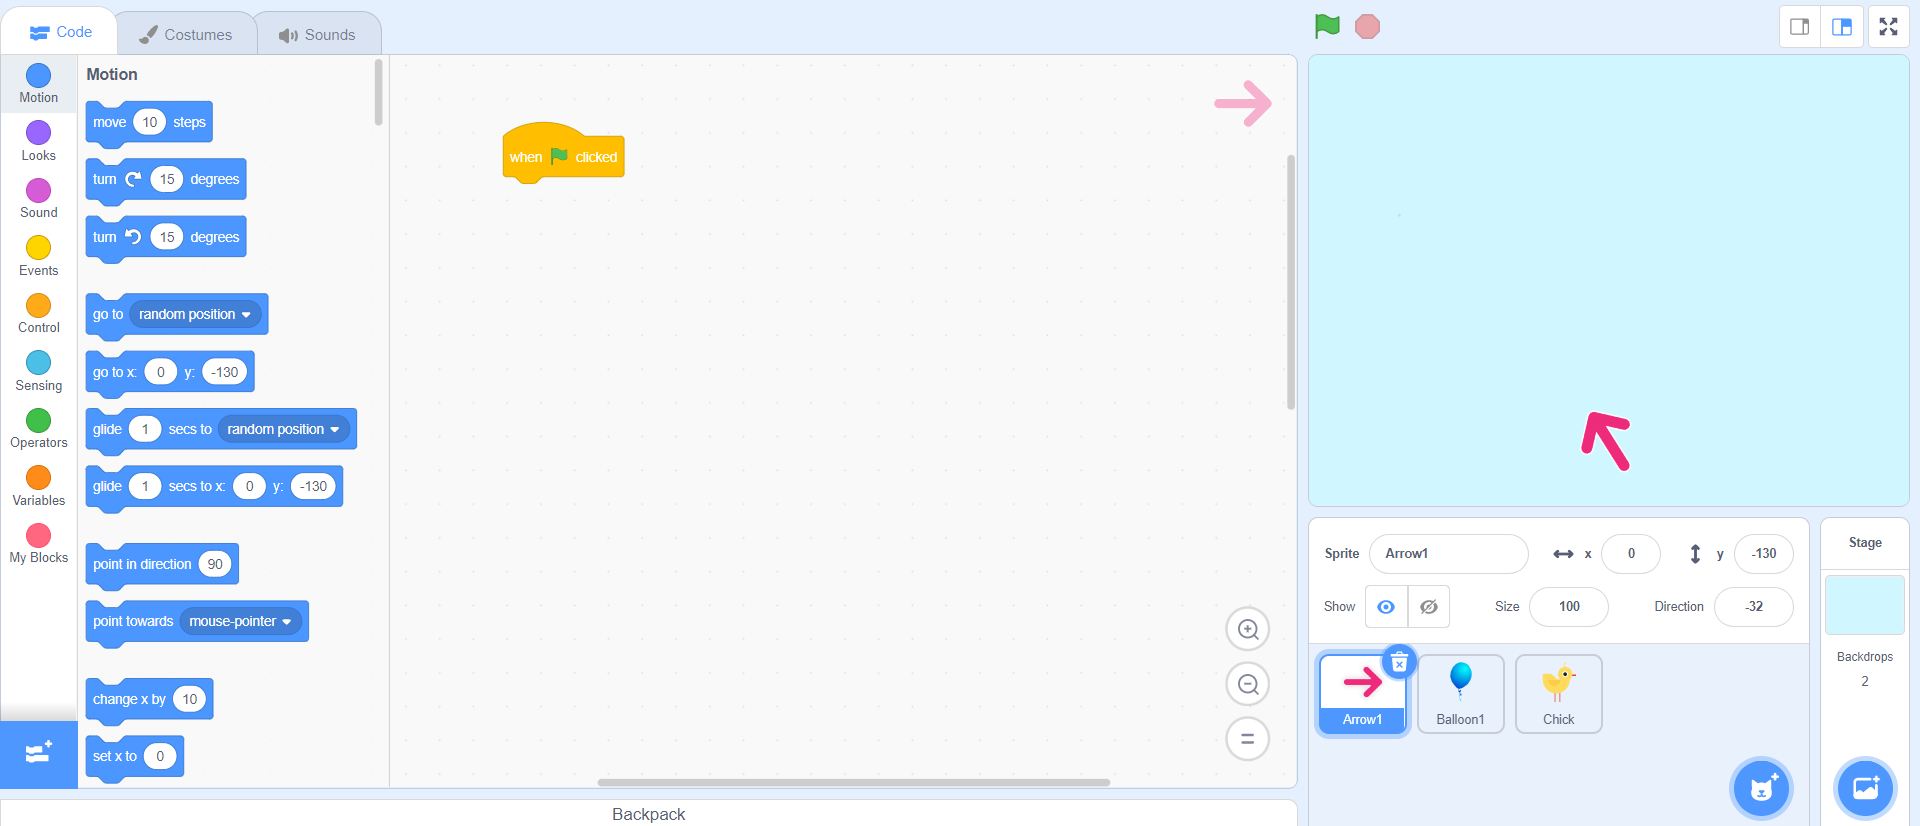 Code
Costumes
Sounds
Motion
Looks
Sound
Events
Control
Sensing
Operators
Variables
My Blocks
Motion
move 10 steps
turn 15 degrees
turn 15 degrees
go to random position
go to x: 0 y: -130
glide 1 secs to random position
glide 1 secs to x: 0 y: -130
point in direction 90
point towards mouse-pointer
change x by 10
set x to 0
when clicked
Backpack
Sprite Arrow1 x 0 y -130
Show Size 100 Direction -32
Arrow1
Balloon1
Chick
Stage
Backdrops
2